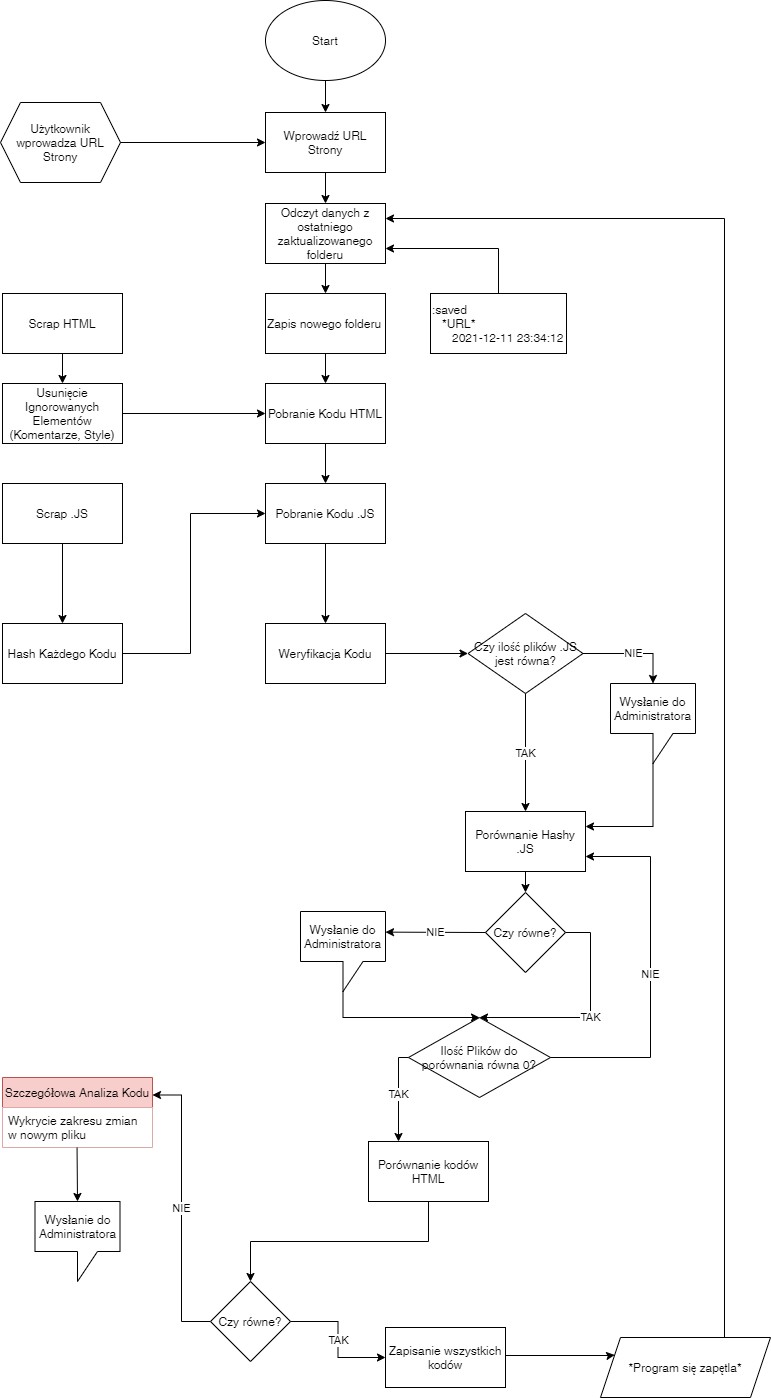 Start
Użytkownik
wprowadza URL
Strony
Wprowadź URL
Strony
Odczyt danych z
ostatniego
zaktualizowanego
folderu
:saved
*URL*
2021-12-11 23:34:12
Zapis nowego folderu
Scrap HTML
Usunięcie
Ignorowanych
Elementów
(Komentarze, Style)
Pobranie Kodu HTML
Scrap .JS
Pobranie Kodu .JS
Hash Każdego Kodu
Weryfikacja Kodu
Czy ilość plików .JS
jest równa?
NIE
Wysłanie do
Administratora
TAK
Porównanie Hashy
.JS
Czy równe?
NIE
Wysłanie do
Administratora
TAK
NIE
Ilość Plików do
porównania równa 0?
TAK
Szczegółowa Analiza Kodu
Wykrycie zakresu zmian
w nowym pliku
Porównanie kodów
HTML
NIE
Wysłanie do
Administratora
Czy równe?
TAK
Zapisanie wszystkich
kodów
*Program się zapętla*